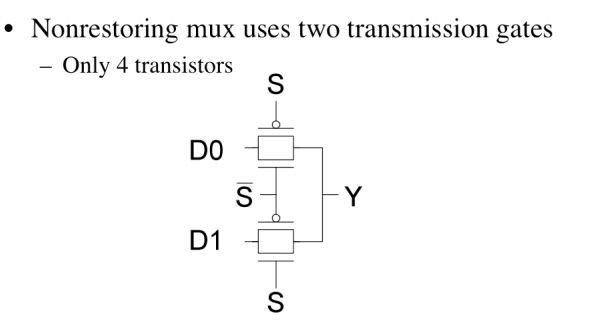 • Nonrestoring mux uses two transmission gates
– Only 4 transistors
S
D0
S̅
Y
D1
S